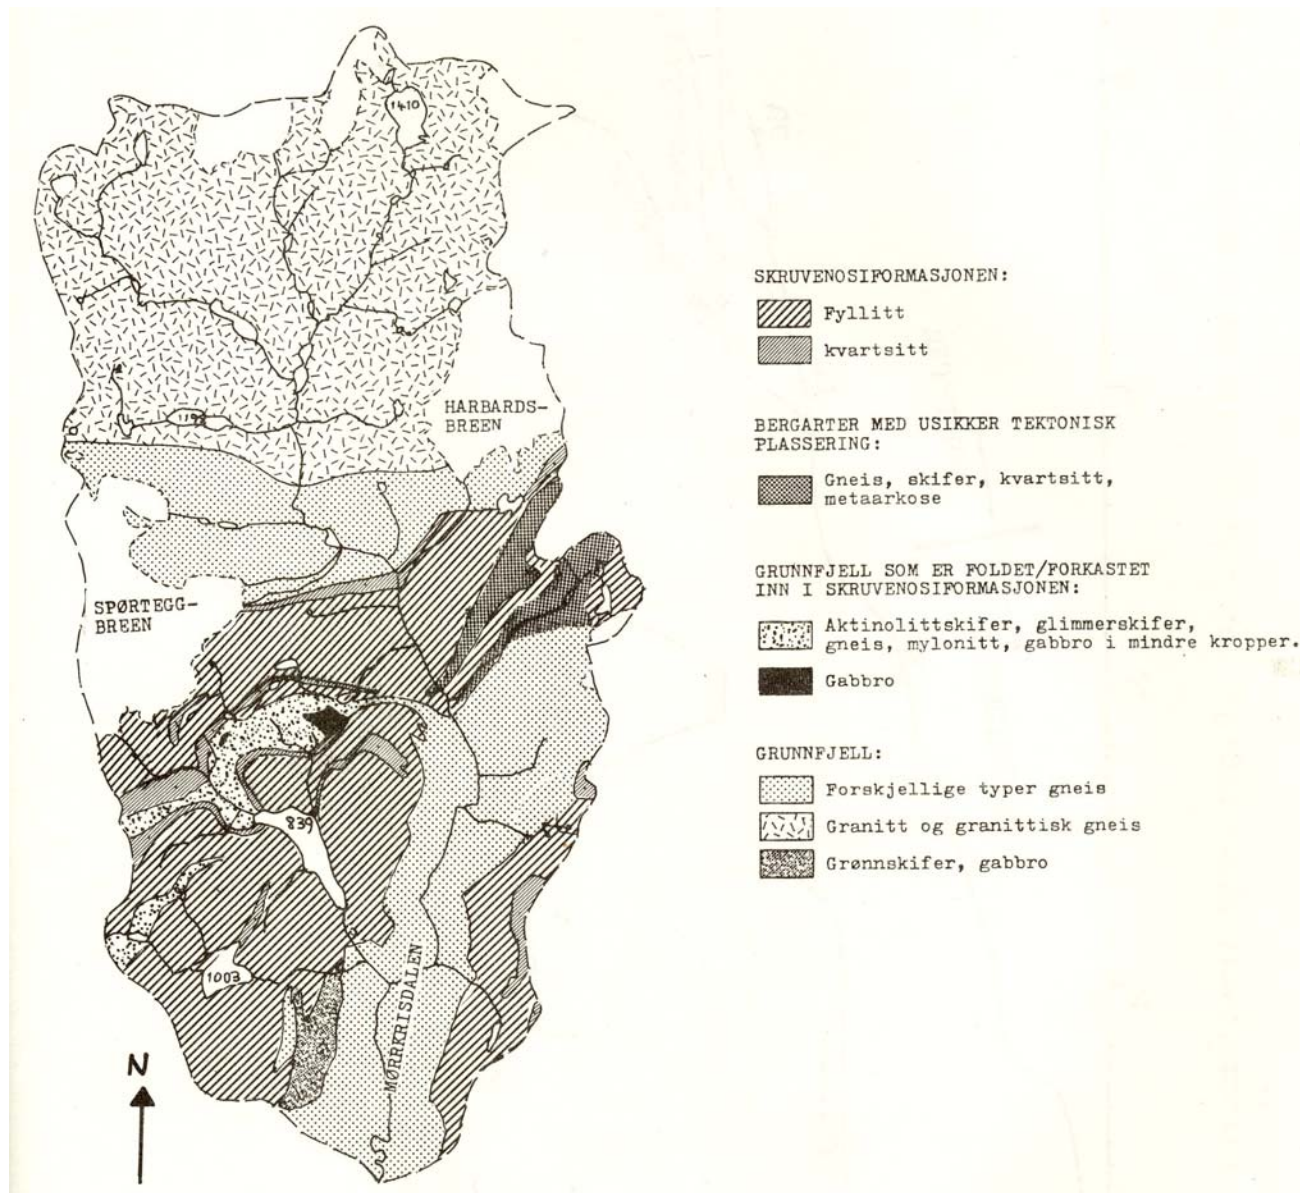 1410
1192
HARBARDS-
BREEN
SPØRTEGG-
BREEN
839
1003
MØRRKRISDALEN
N
SKRUVENOSIFORMASJONEN:
Fyllitt
kvartsitt
BERGARTER MED USIKKER TEKTONISK
PLASSERING:
Gneis, skifer, kvartsitt,
metaarkose
GRUNNFJELL SOM ER FOLDET/FORKASTET
INN I SKRUVENOSIFORMASJONEN:
Aktinolittskifer, glimmerskifer,
gneis, mylonitt, gabbro i mindre kropper.
Gabbro
GRUNNFJELL:
Forskjellige typer gneis
Granitt og granittisk gneis
Grønnskifer, gabbro